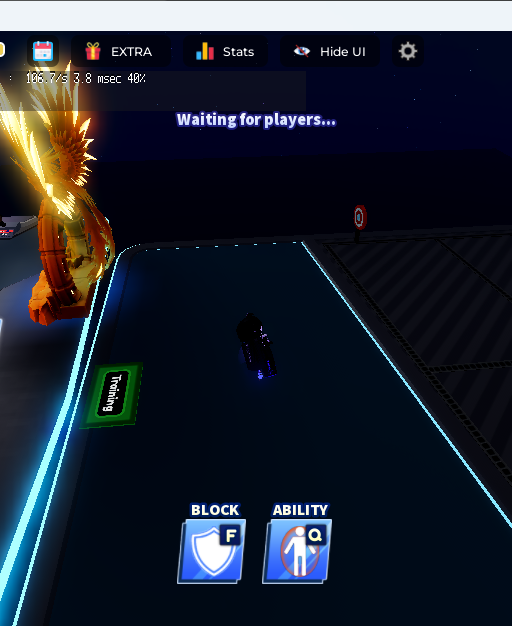 EXTRA
Stats
Hide UI
: 106.7/s 3.8 msec 40%
Waiting for players...
Training
BLOCK
ABILITY
F
Q